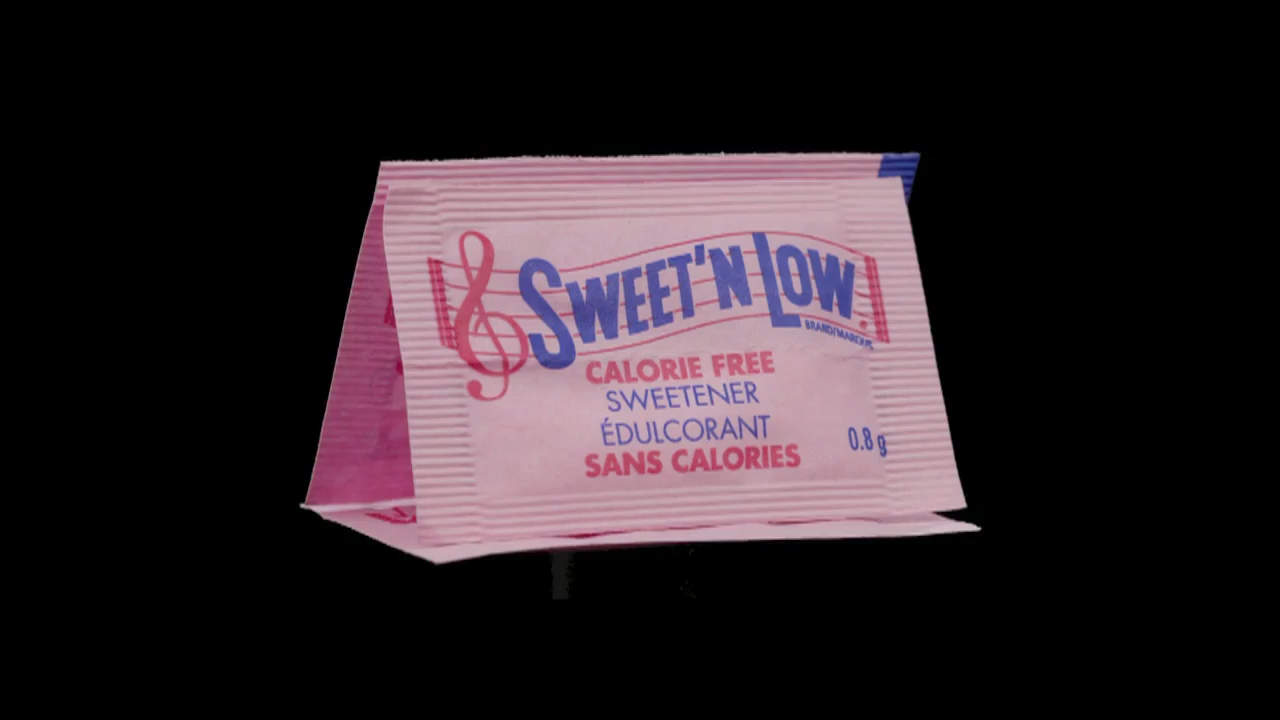 SWEET'N LOW
BRAND/MARQUE
CALORIE FREE
SWEETENER
ÉDULCORANT
SANS CALORIES
0.8 g